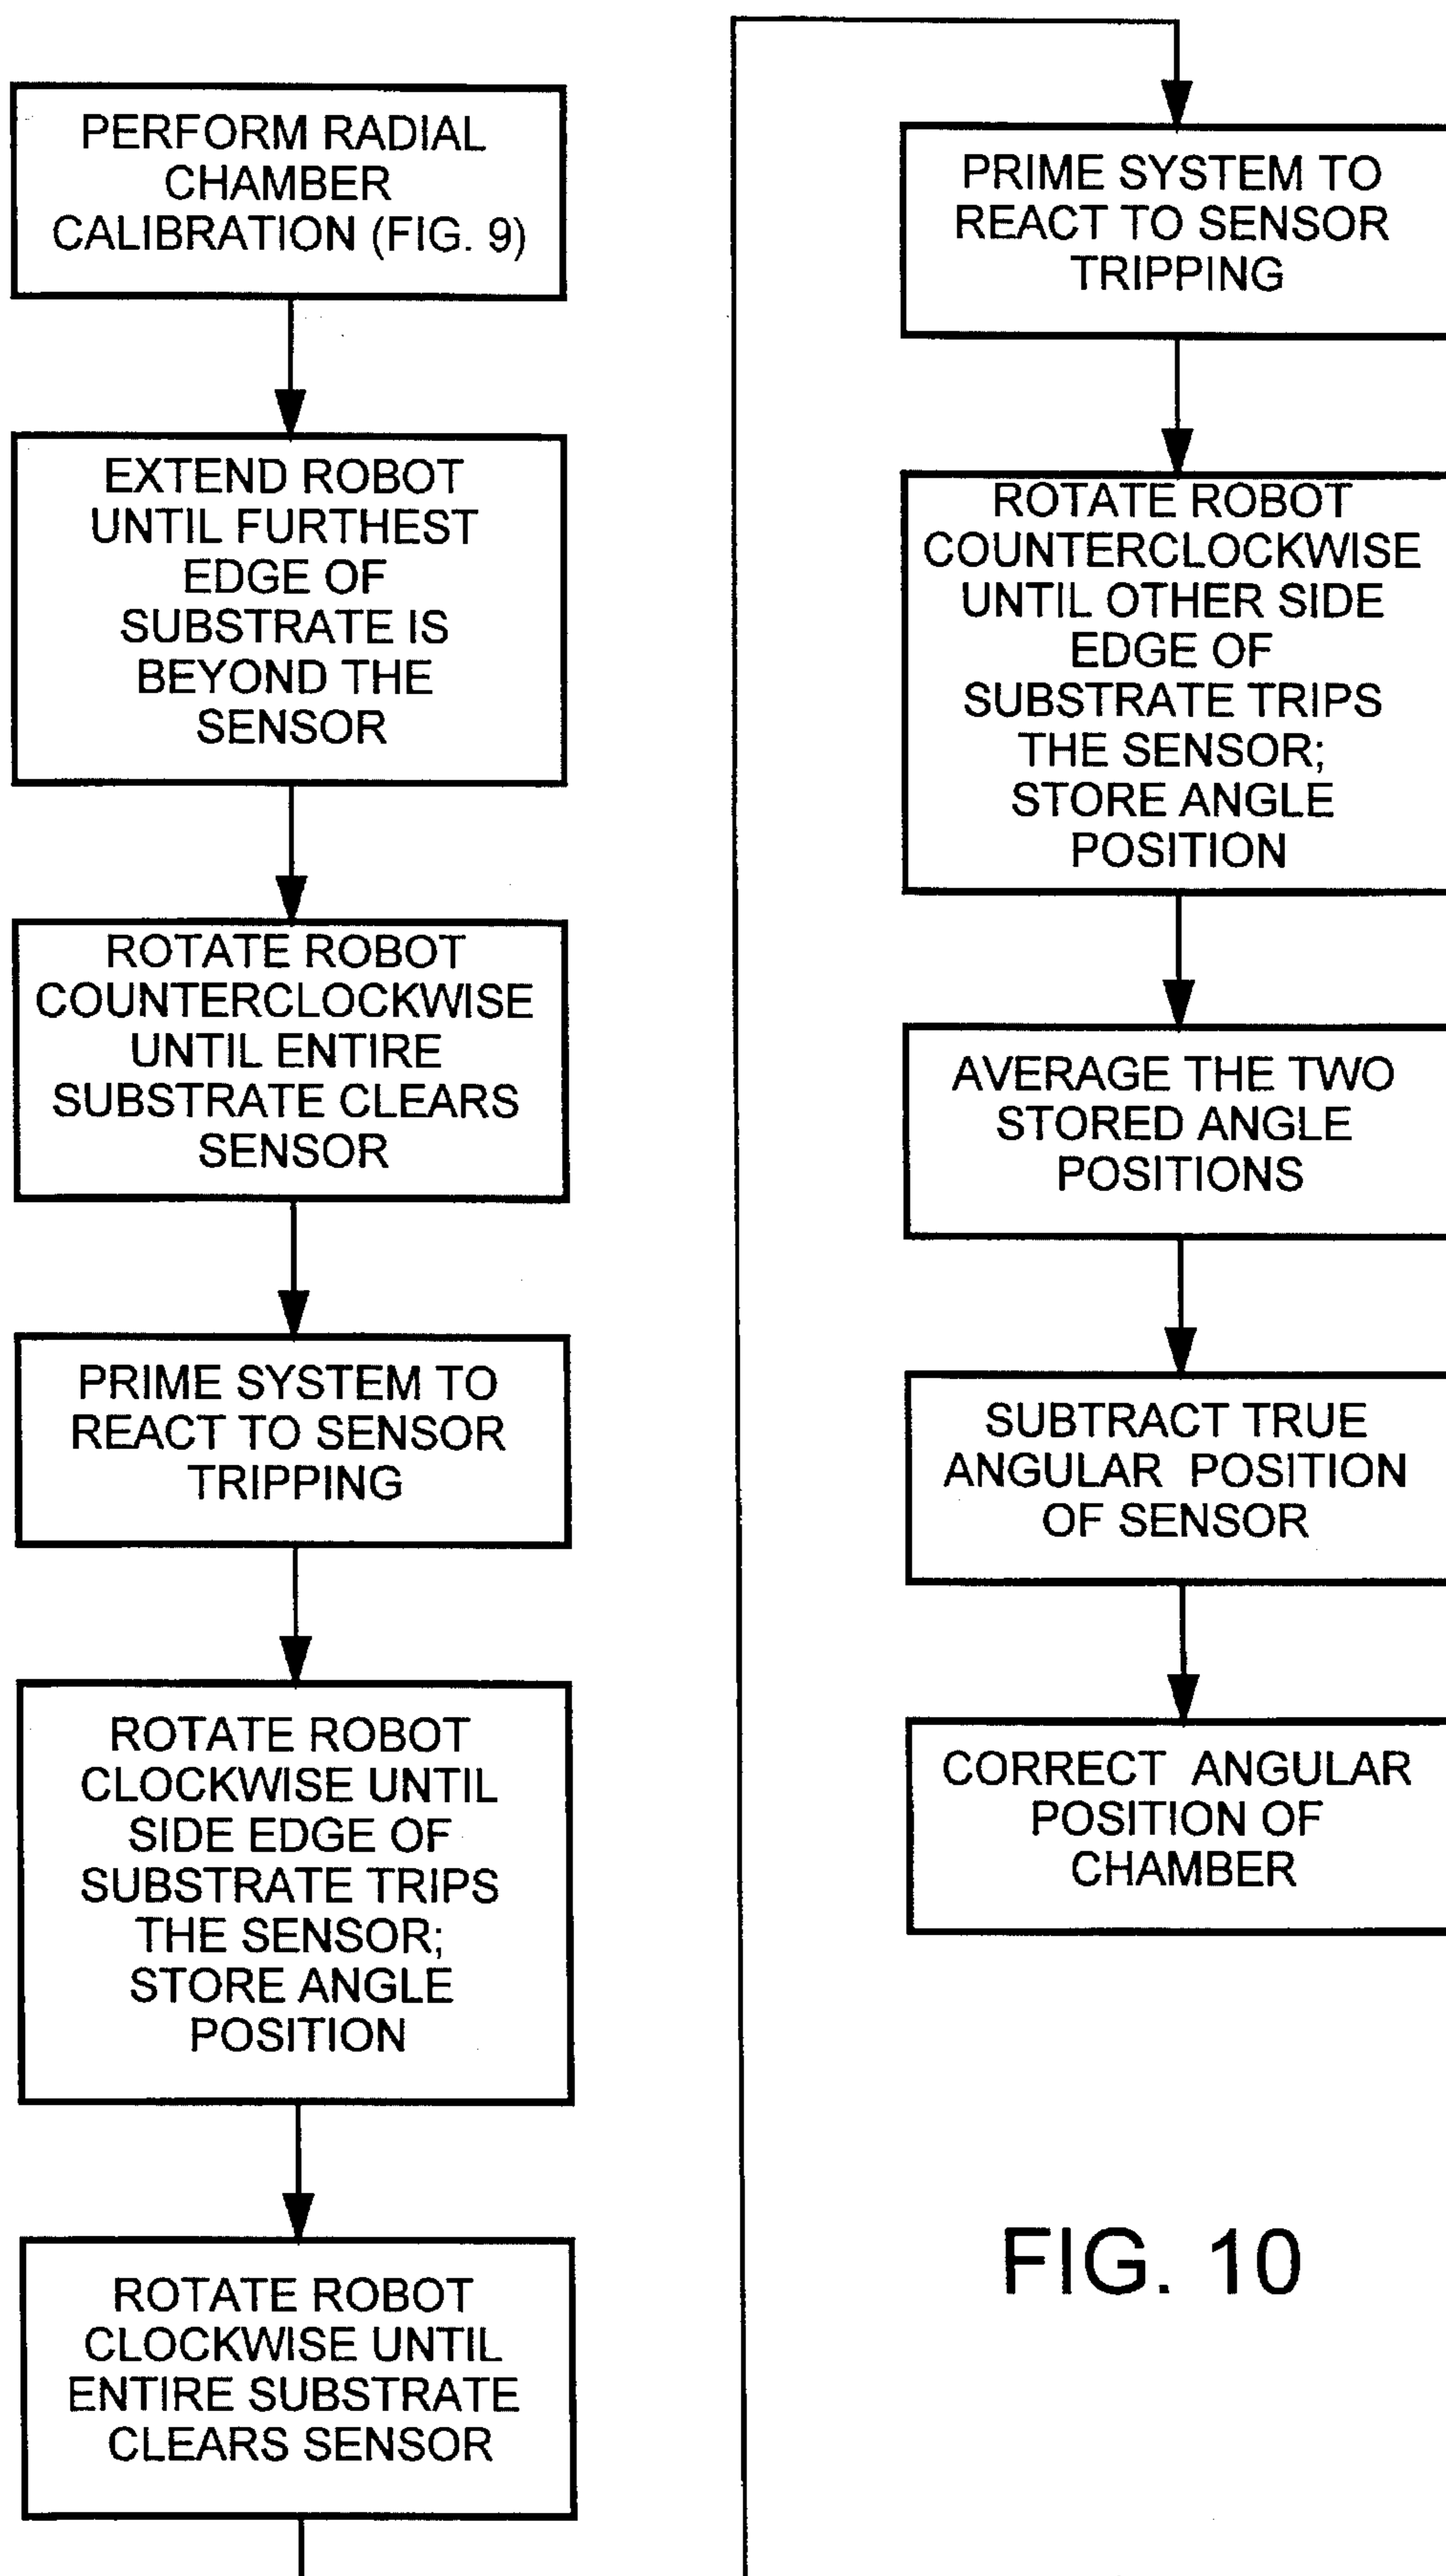 PERFORM RADIAL
CHAMBER
CALIBRATION (FIG. 9)
EXTEND ROBOT
UNTIL FURTHEST
EDGE OF
SUBSTRATE IS
BEYOND THE
SENSOR
ROTATE ROBOT
COUNTERCLOCKWISE
UNTIL ENTIRE
SUBSTRATE CLEARS
SENSOR
PRIME SYSTEM TO
REACT TO SENSOR
TRIPPING
ROTATE ROBOT
CLOCKWISE UNTIL
SIDE EDGE OF
SUBSTRATE TRIPS
THE SENSOR;
STORE ANGLE
POSITION
ROTATE ROBOT
CLOCKWISE UNTIL
ENTIRE SUBSTRATE
CLEARS SENSOR
PRIME SYSTEM TO
REACT TO SENSOR
TRIPPING
ROTATE ROBOT
COUNTERCLOCKWISE
UNTIL OTHER SIDE
EDGE OF
SUBSTRATE TRIPS
THE SENSOR;
STORE ANGLE
POSITION
AVERAGE THE TWO
STORED ANGLE
POSITIONS
SUBTRACT TRUE
ANGULAR POSITION
OF SENSOR
CORRECT ANGULAR
POSITION OF
CHAMBER
FIG. 10